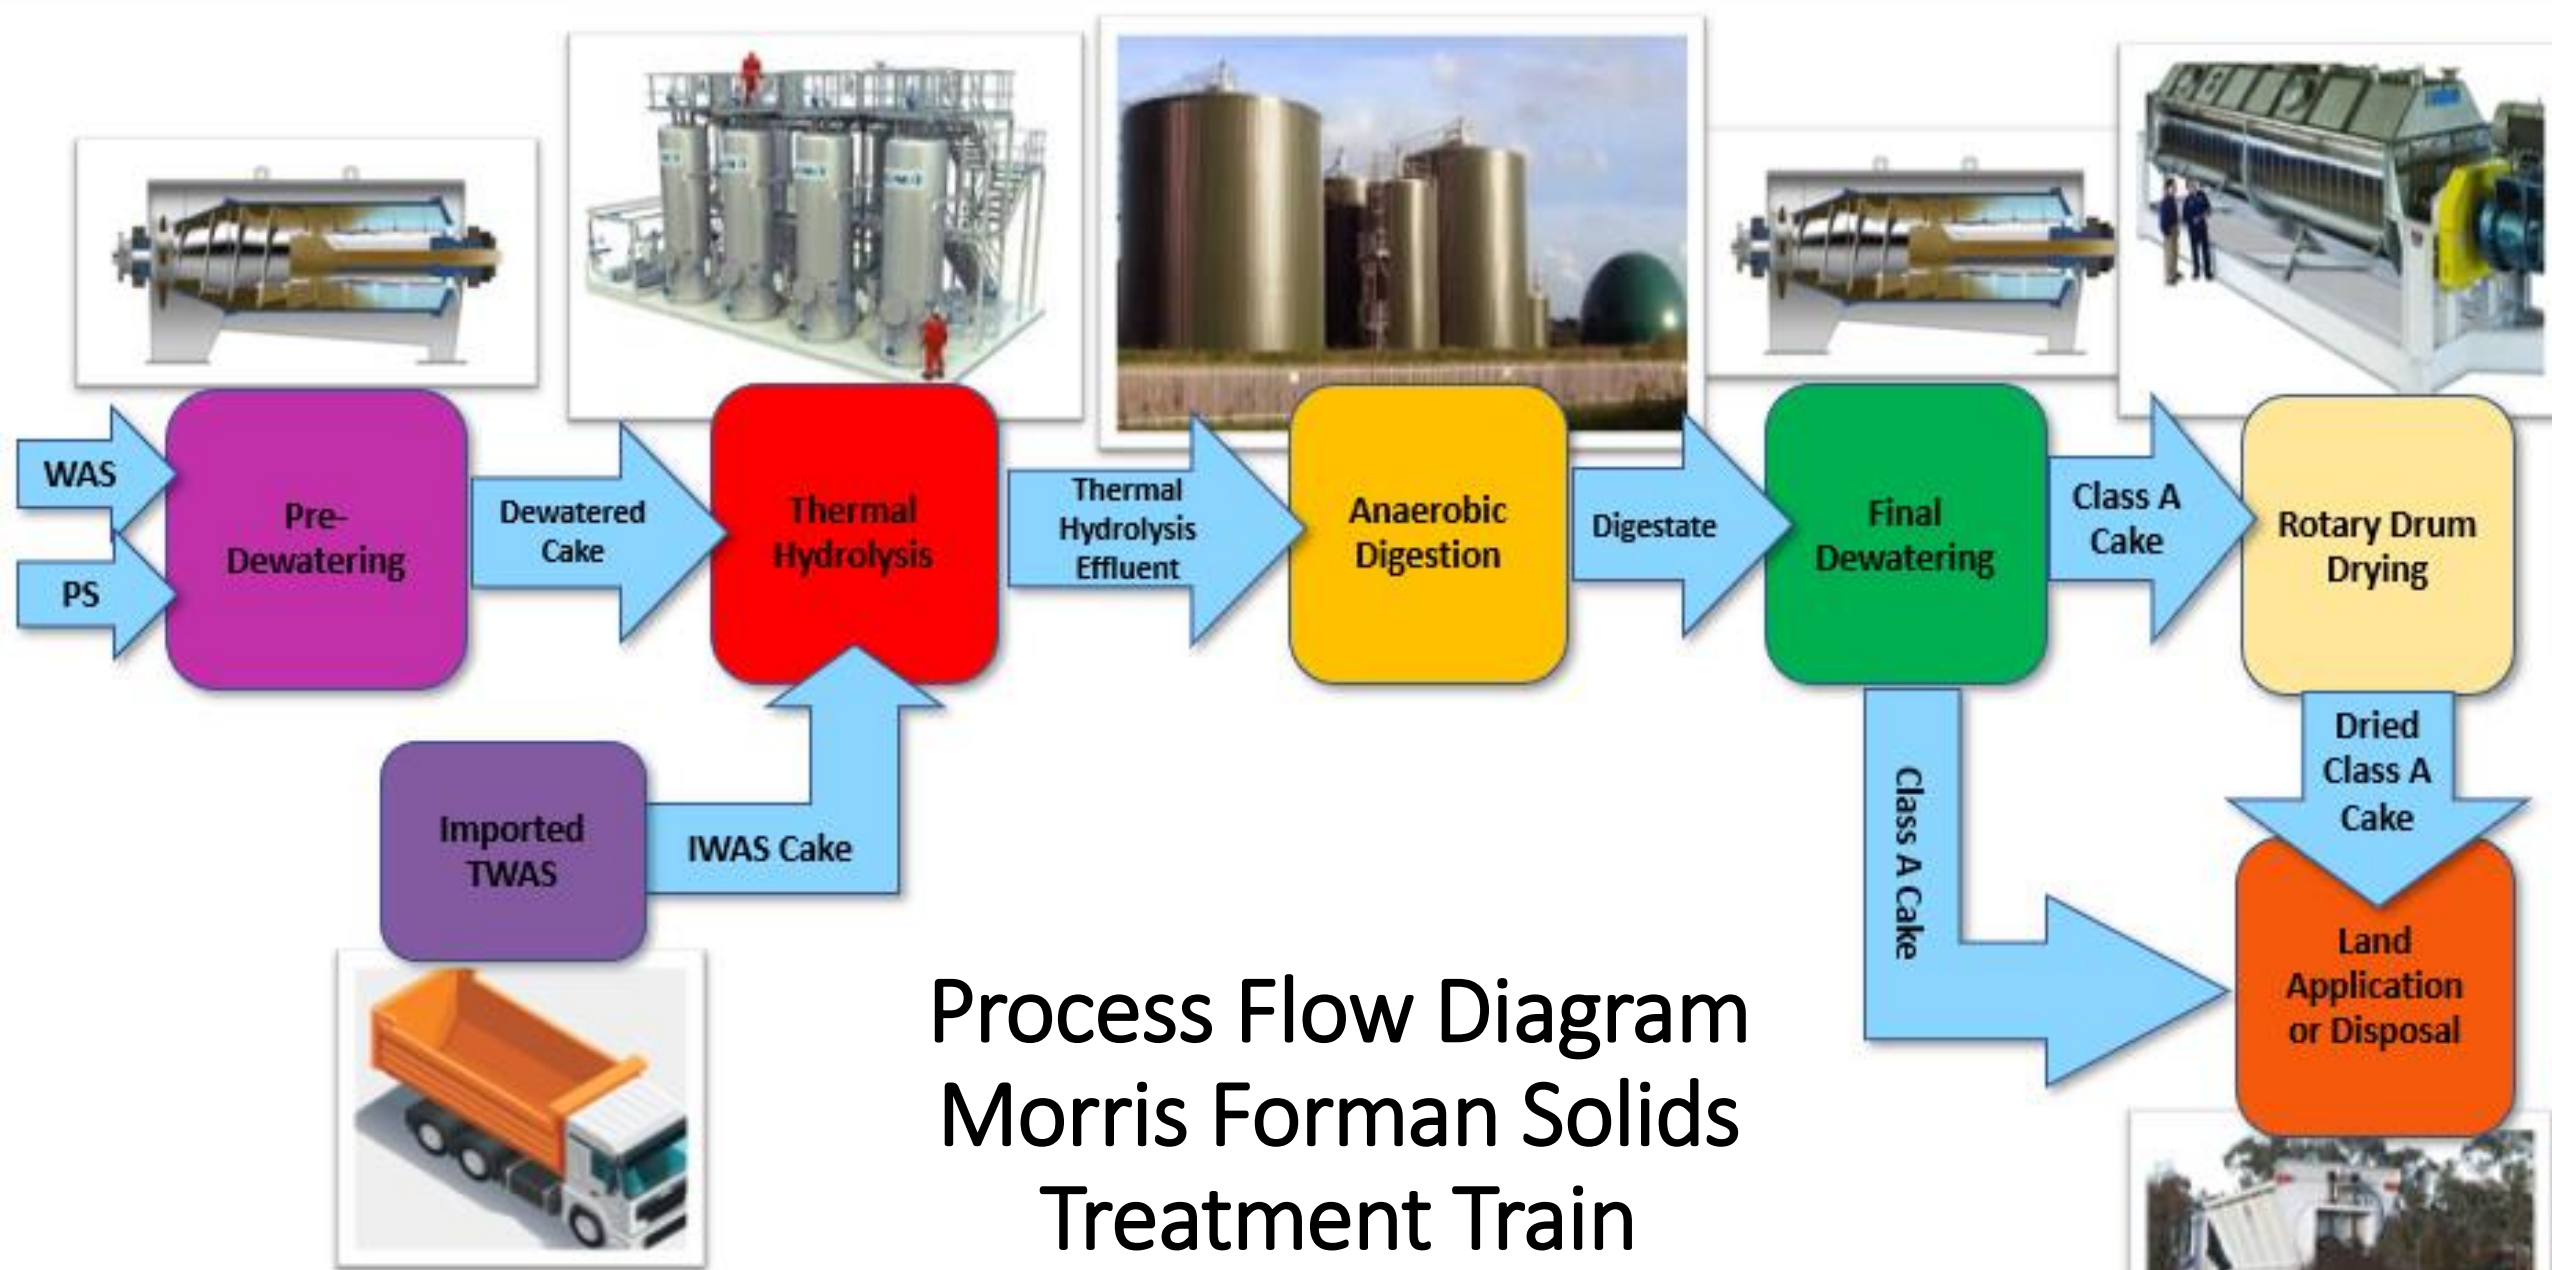 WAS
PS
Pre-
Dewatering
Dewatered
Cake
Thermal
Hydrolysis
Thermal
Hydrolysis
Effluent
Anaerobic
Digestion
Digestate
Final
Dewatering
Class A
Cake
Rotary Drum
Drying
Imported
TWAS
IWAS Cake
Class A Cake
Dried
Class A
Cake
Land
Application
or Disposal
Process Flow Diagram
Morris Forman Solids
Treatment Train